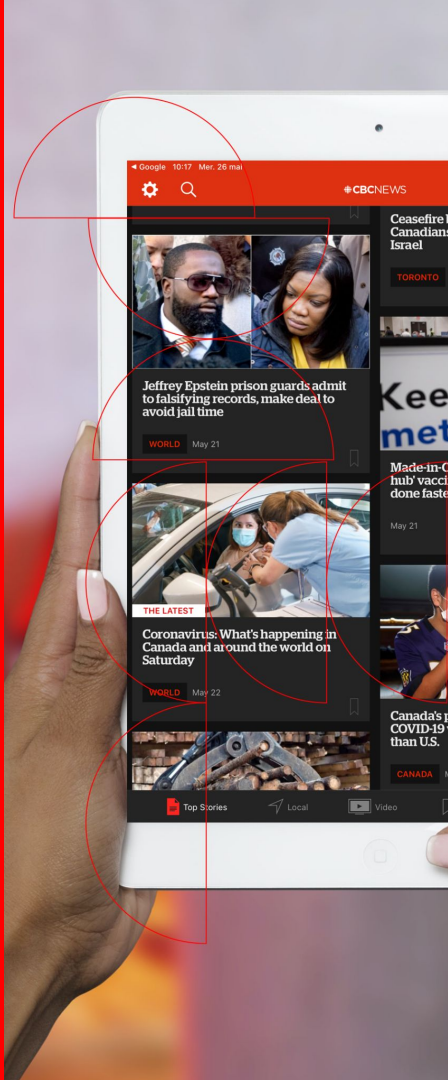 Google 10:17 Mer. 26 mai
CBCNEWS
Jeffrey Epstein prison guards admit
to falsifying records, make deal to
avoid jail time
WORLD May 21
THE LATEST
Coronavirus: What's happening in
Canada and around the world on
Saturday
WORLD May 22
Ceasefire
Canadians
Israel
TORONTO
Kee
met
Made-in-C
hub' vacci
done faste
May 21
Canada's p
COVID-19
than U.S.
CANADA M
Top Stories
Local
Video